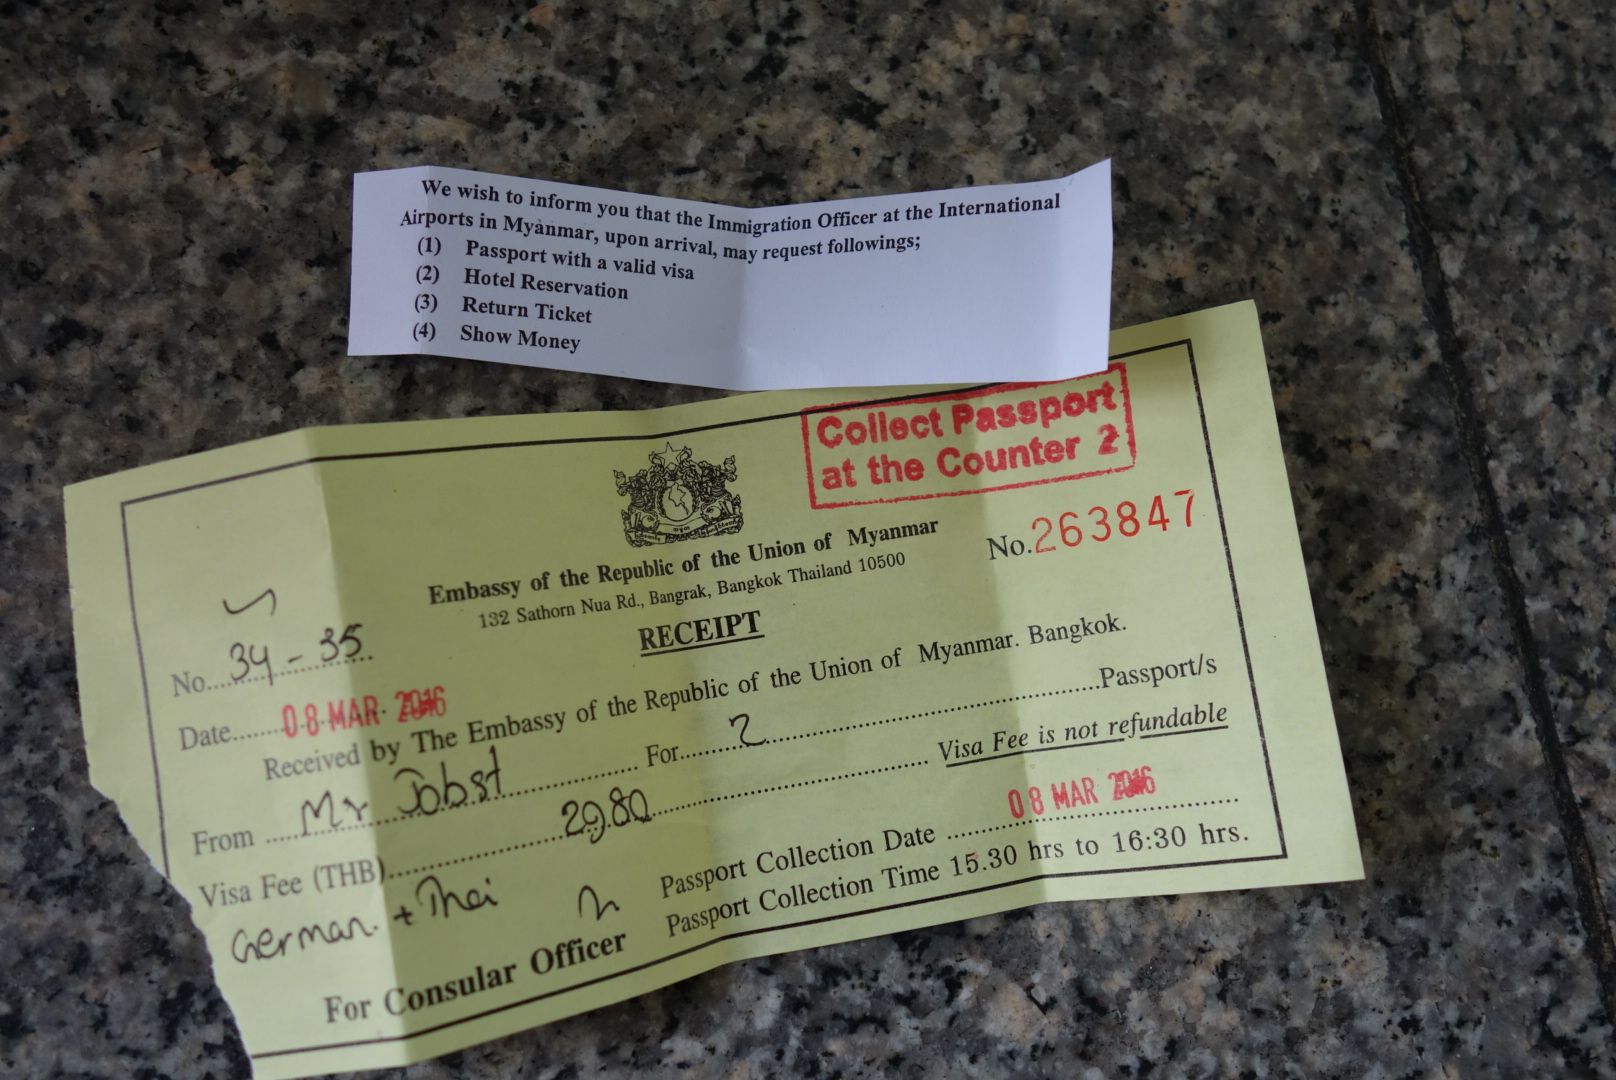 We wish to inform you that the Immigration Officer at the International
Airports in Myanmar, upon arrival, may request followings;
(1) Passport with a valid visa
(2) Hotel Reservation
(3) Return Ticket
(4) Show Money
Collect Passport
at the Counter 2
Embassy of the Republic of the Union of Myanmar
132 Sathorn Nua Rd., Bangrak, Bangkok Thailand 10500
No.263847
RECEIPT
No...34-35...
Date.......08 MAR 2016
Received by The Embassy of the Republic of the Union of Myanmar. Bangkok.
From ......Mr Jobst...... For......2......Passport/s
Visa Fee (THB)......2980...... Visa Fee is not refundable
German + Thai
Passport Collection Date ......08 MAR 2016......
Passport Collection Time 15.30 hrs to 16:30 hrs.
For Consular Officer